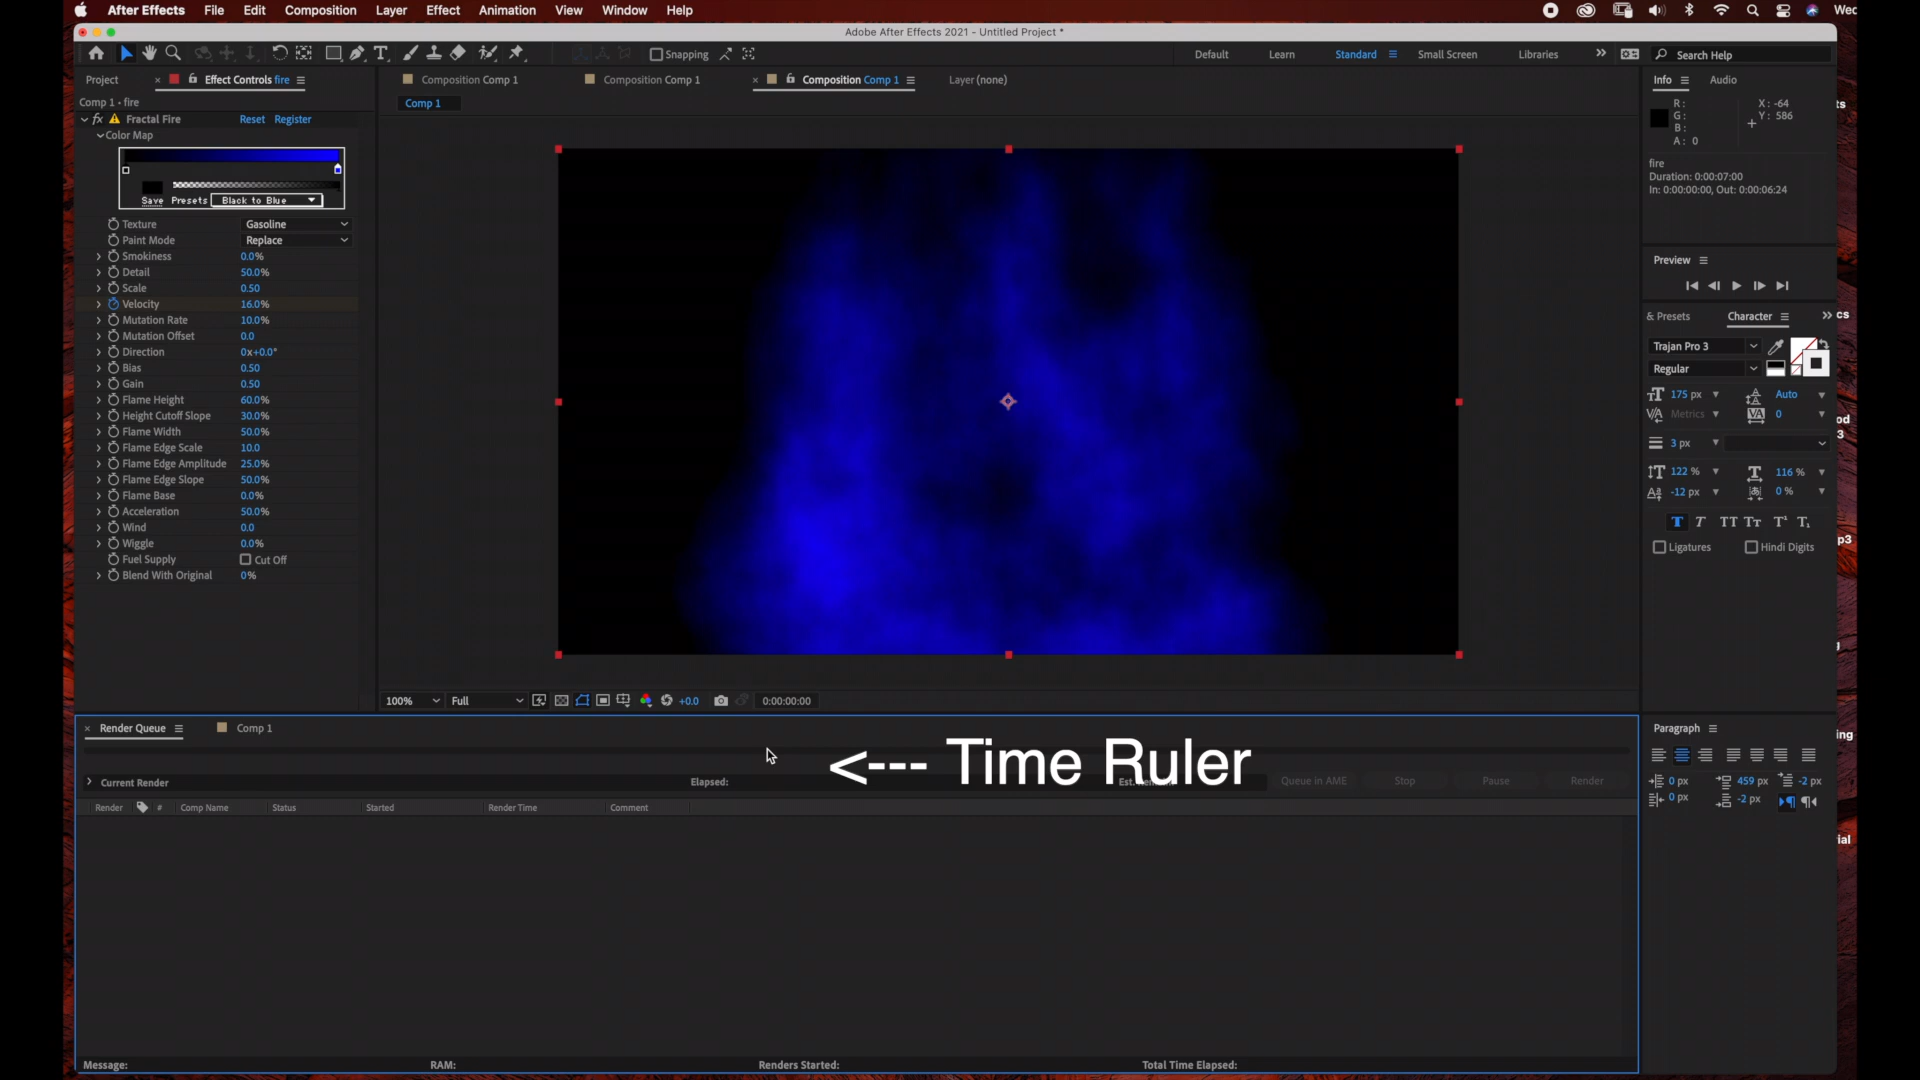 After Effects File Edit Composition Layer Effect Animation View Window Help
Adobe After Effects 2021 - Untitled Project *
Snapping Default Learn Standard Small Screen Libraries Search Help
Project Effect Controls fire
Composition Comp 1 Composition Comp 1 Composition Comp 1 Layer (none)
Comp 1 • fire
Comp 1
Fractal Fire Reset Register
Color Map
Save Presets Black to Blue
Texture Gasoline
Paint Mode Replace
Smokiness 0.0%
Detail 50.0%
Scale 0.50
Velocity 16.0%
Mutation Rate 10.0%
Mutation Offset 0.0
Direction 0x+0.0°
Bias 0.50
Gain 0.50
Flame Height 60.0%
Height Cutoff Slope 30.0%
Flame Width 50.0%
Flame Edge Scale 10.0
Flame Edge Amplitude 25.0%
Flame Edge Slope 50.0%
Flame Base 0.0%
Acceleration 50.0%
Wind 0.0
Wiggle 0.0%
Fuel Supply Cut Off
Blend With Original 0%
100% Full +0.0 0:00:00:00
Info Audio
R: X: -64
G: Y: 586
B:
A: 0
fire
Duration: 0:00:07:00
In: 0:00:00:00, Out: 0:00:06:24
Preview
& Presets Character
Trajan Pro 3
Regular
175 px Auto
Metrics 0
3 px
122 % 116 %
-12 px 0 %
Ligatures Hindi Digits
Render Queue Comp 1
<--- Time Ruler
Current Render Elapsed: Queue in AME Stop Pause Render
Render # Comp Name Status Started Render Time Comment
Message: RAM: Renders Started: Total Time Elapsed:
Paragraph
0 px 459 px -2 px
0 px -2 px